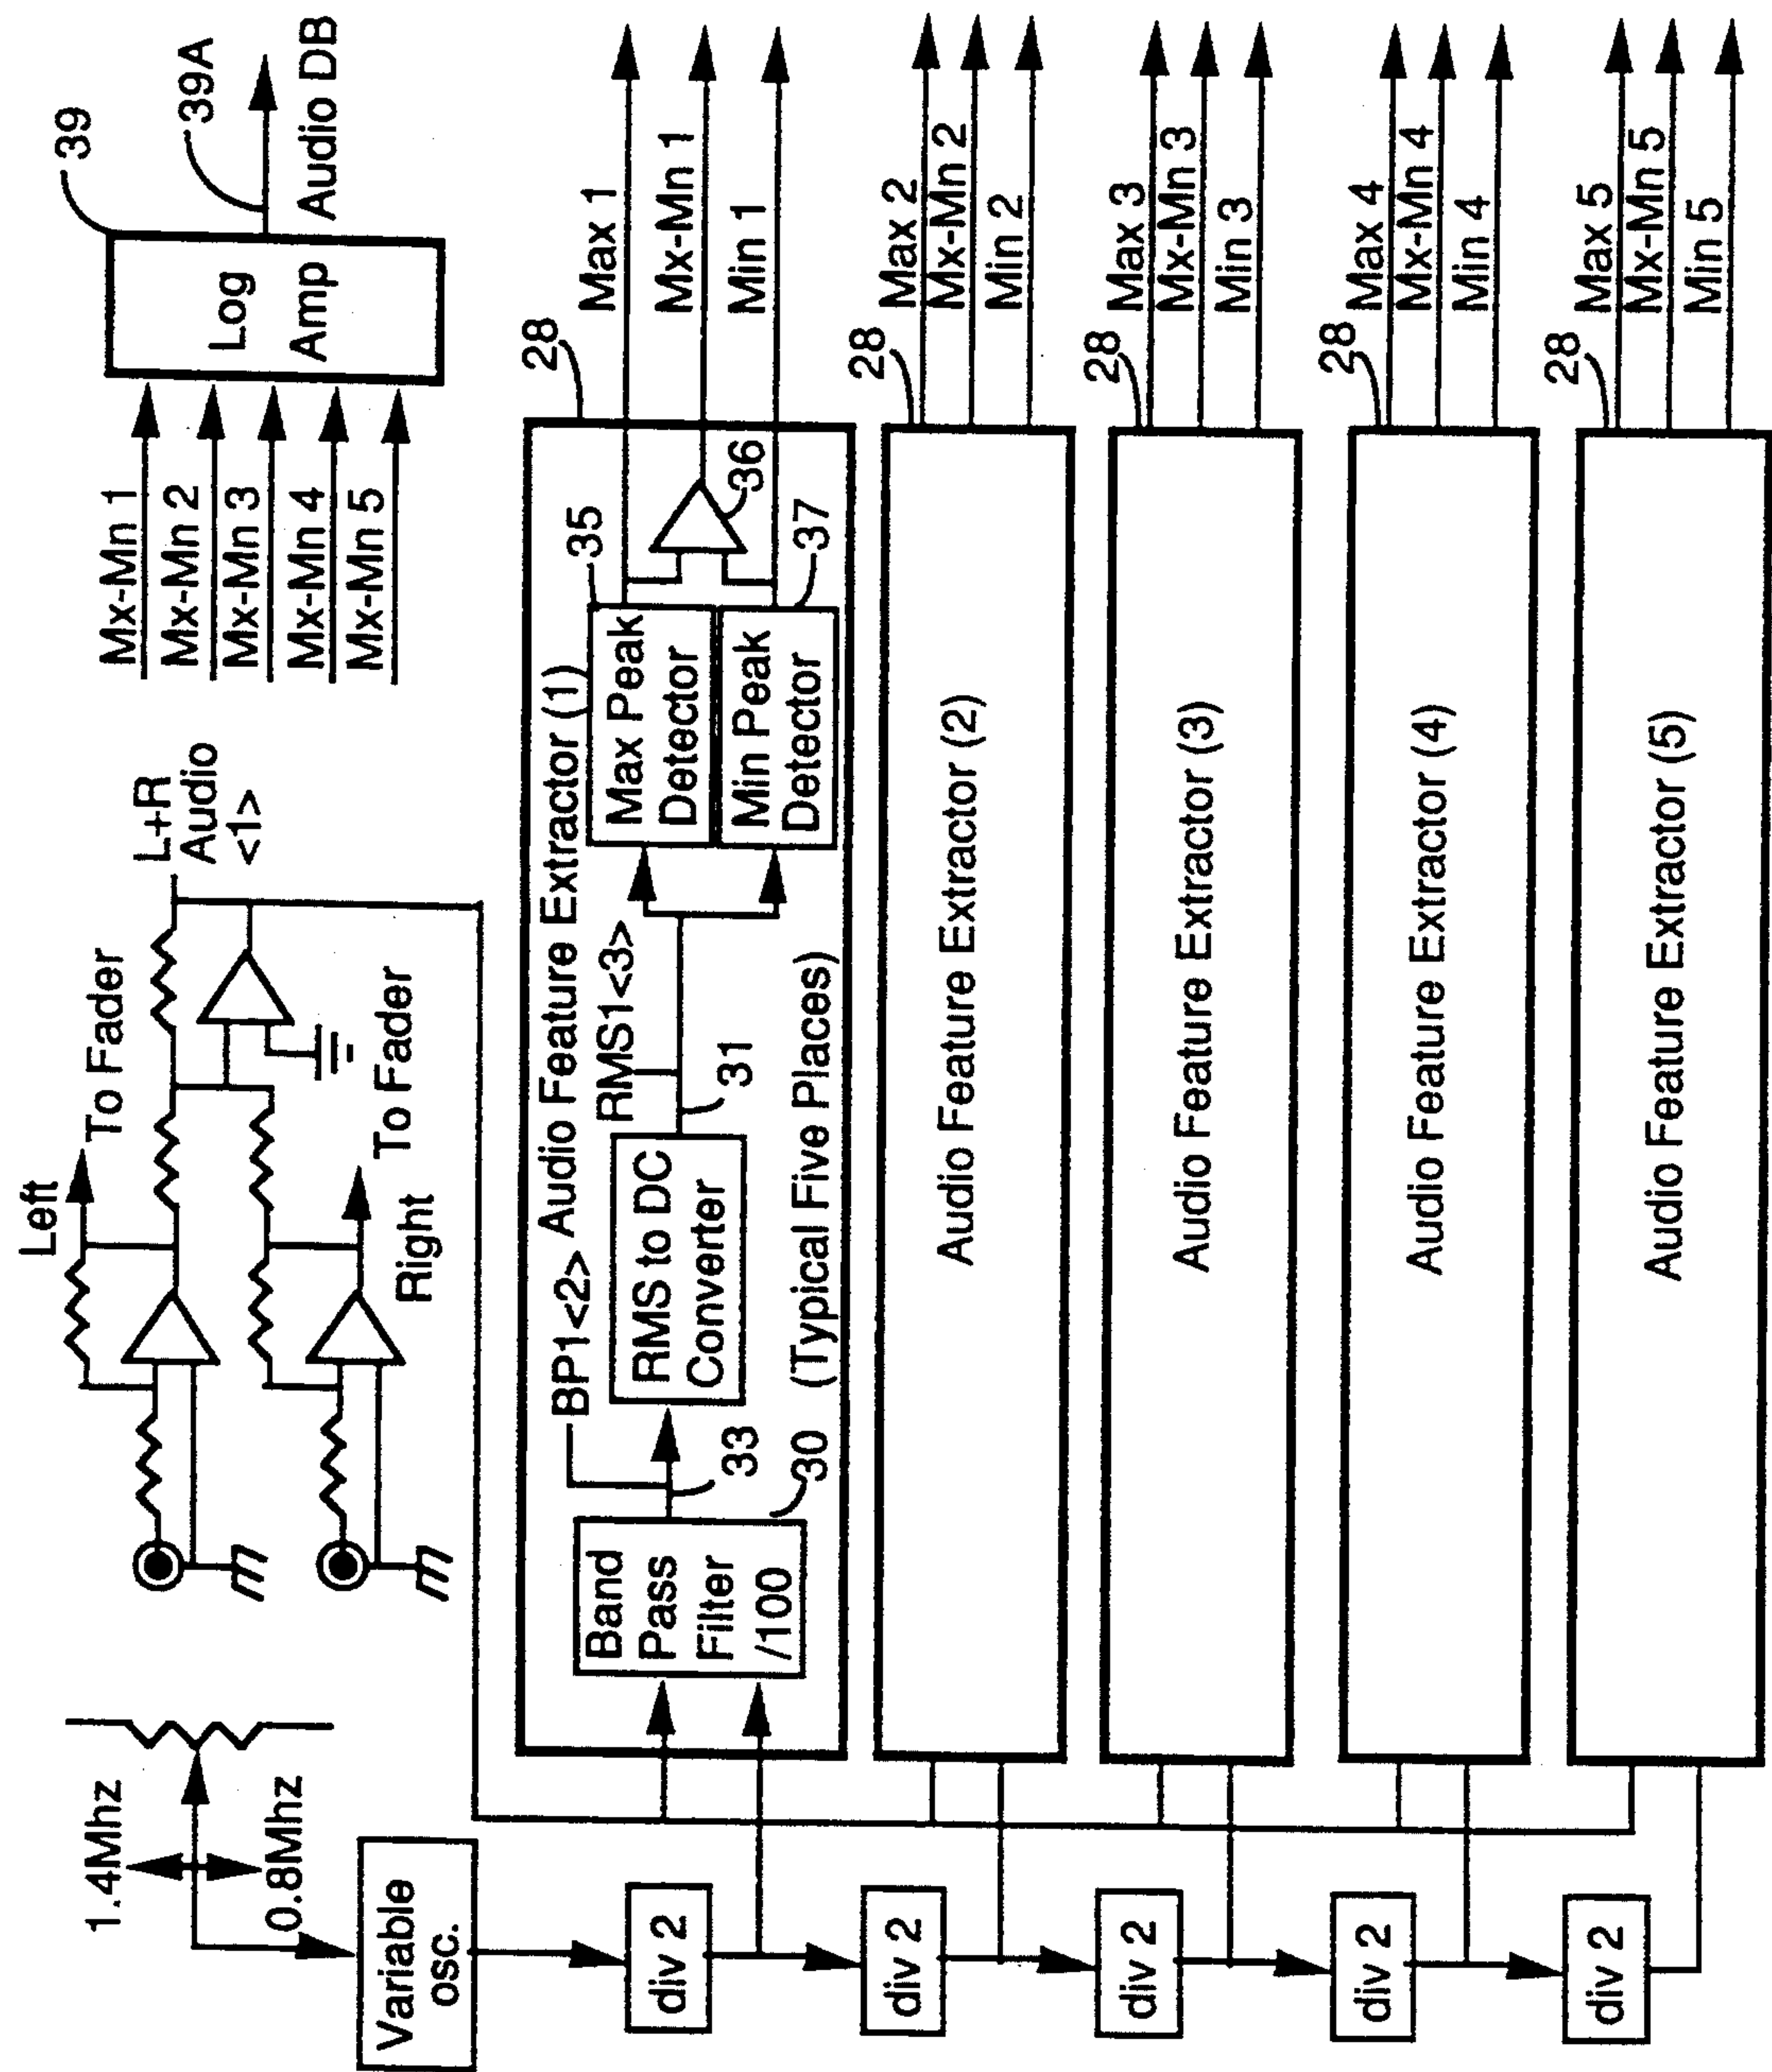 1.4Mhz
0.8Mhz
Variable
osc.
div 2
div 2
div 2
div 2
div 2
Left
To Fader
Right
To Fader
L+R
Audio
<1>
Mx-Mn 1
Mx-Mn 2
Mx-Mn 3
Mx-Mn 4
Mx-Mn 5
Log
Amp
39
39A
Audio DB
BP1<2>
Audio Feature Extractor (1)
28
Band
Pass
Filter
/100
30
33
RMS to DC
Converter
31
RMS1<3>
(Typical Five Places)
Max Peak
Detector
35
Min Peak
Detector
37
36
Max 1
Mx-Mn 1
Min 1
Audio Feature Extractor (2)
28
Max 2
Mx-Mn 2
Min 2
Audio Feature Extractor (3)
28
Max 3
Mx-Mn 3
Min 3
Audio Feature Extractor (4)
28
Max 4
Mx-Mn 4
Min 4
Audio Feature Extractor (5)
28
Max 5
Mx-Mn 5
Min 5